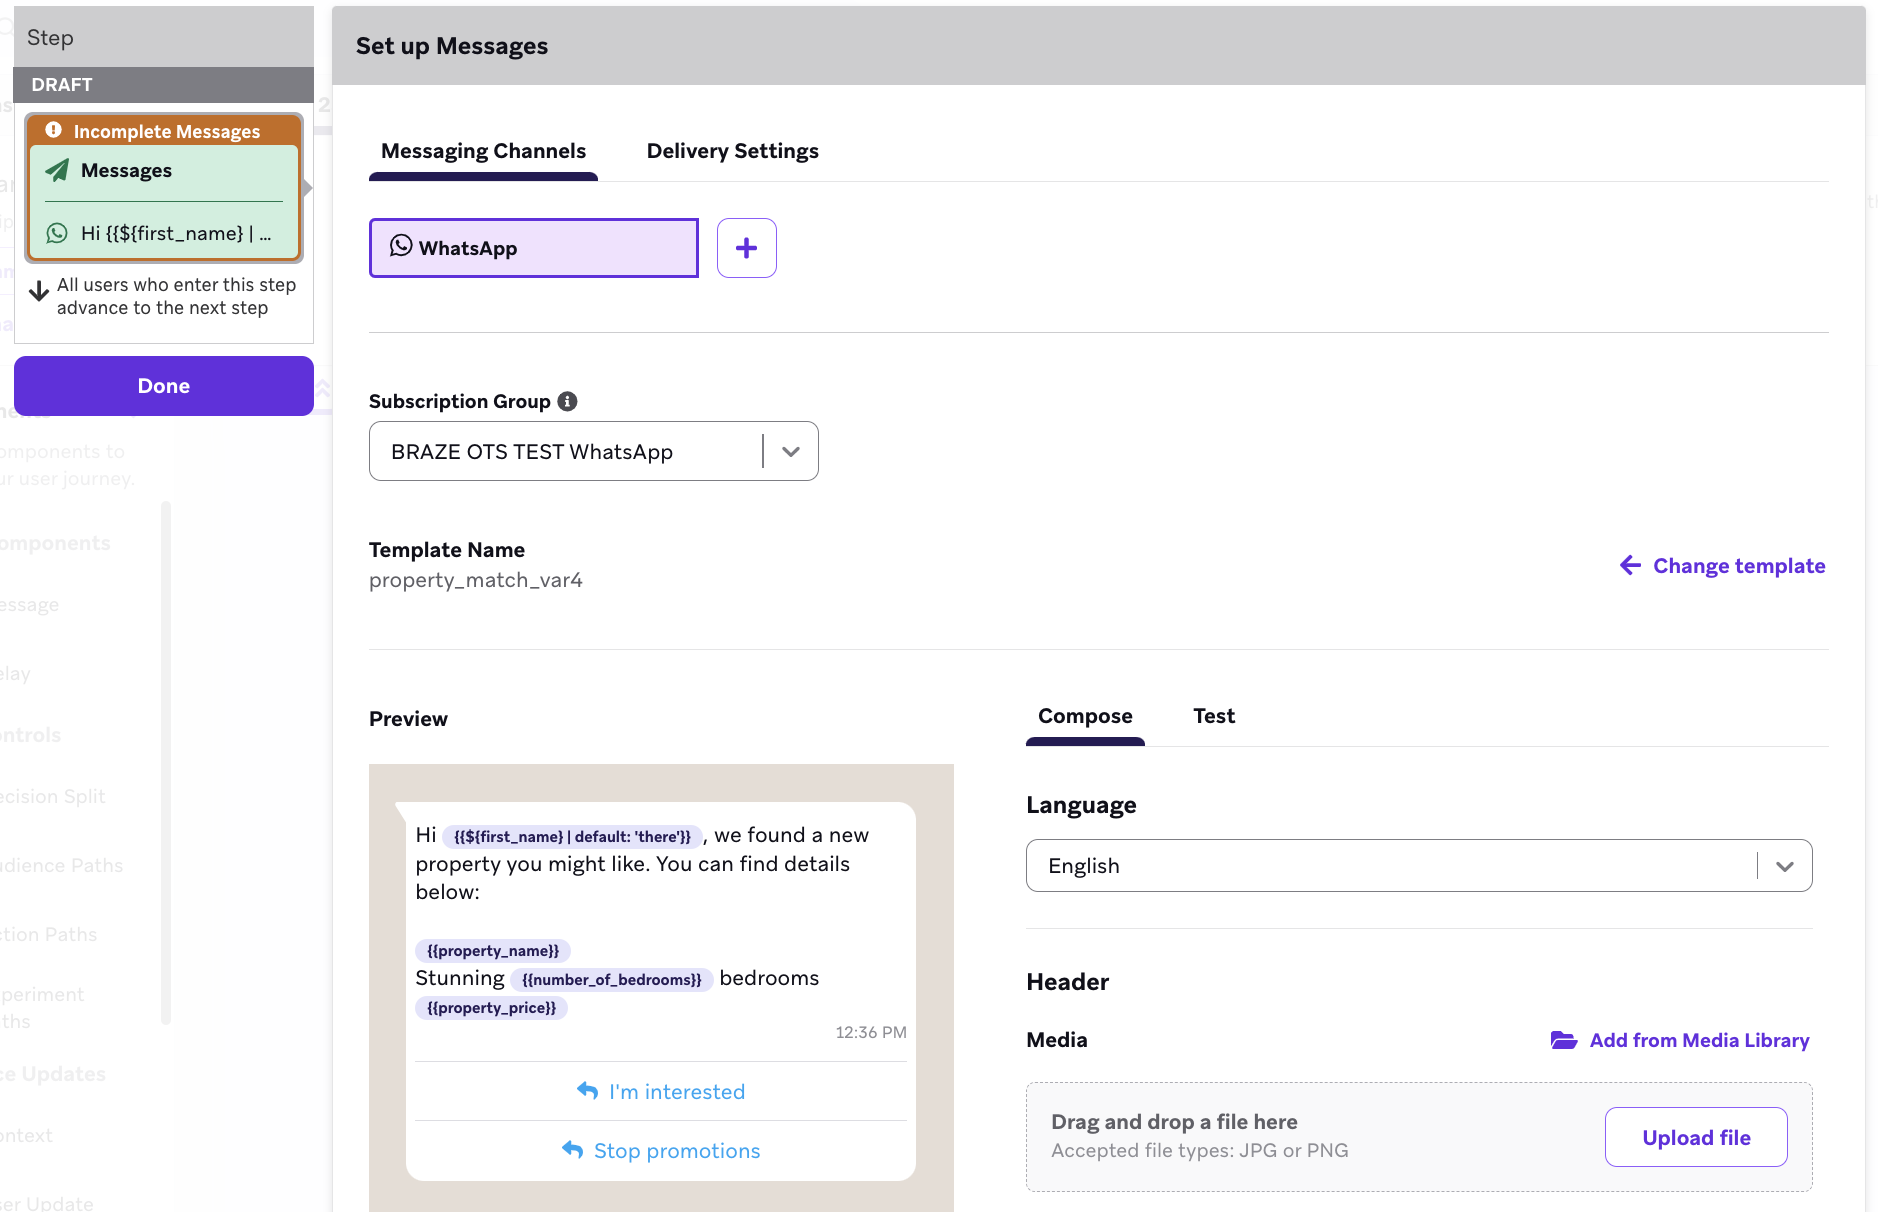 Step
DRAFT
Incomplete Messages
Messages
Hi {{${first_name} | ...
All users who enter this step
advance to the next step
Done
Set up Messages
Messaging Channels
Delivery Settings
WhatsApp
Subscription Group
BRAZE OTS TEST WhatsApp
Template Name
property_match_var4
Change template
Preview
Hi {{${first_name} | default: 'there'}}, we found a new
property you might like. You can find details
below:
{{property_name}}
Stunning {{number_of_bedrooms}} bedrooms
{{property_price}}
12:36 PM
I'm interested
Stop promotions
Compose
Test
Language
English
Header
Media
Add from Media Library
Drag and drop a file here
Accepted file types: JPG or PNG
Upload file
omponents to
ur user journey.
omponents
essage
elay
ontrols
ecision Split
udience Paths
ction Paths
periment
ths
ce Updates
ontext
ser Update